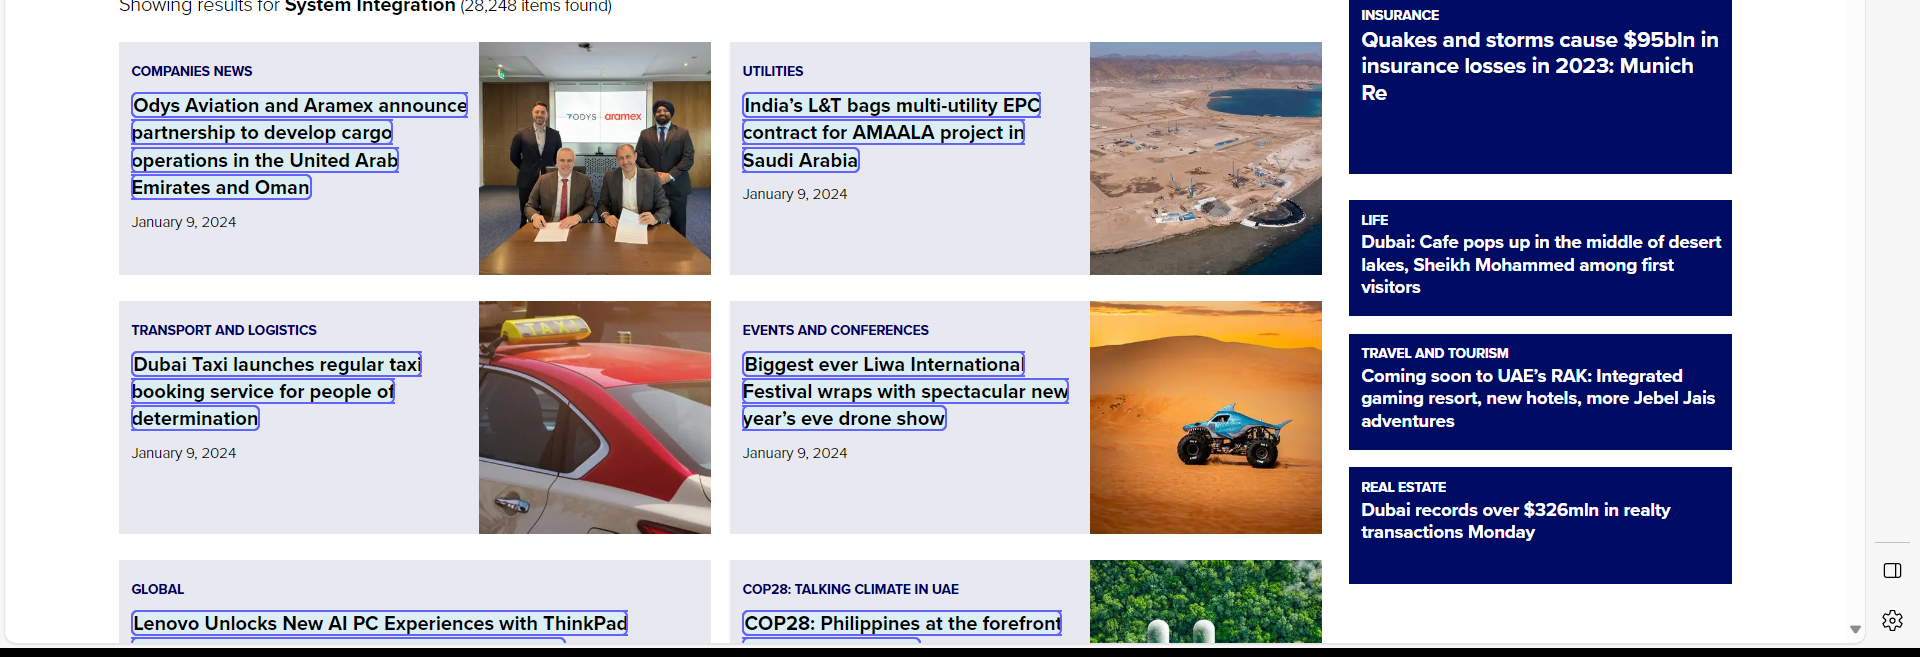 Showing results for System Integration (28,248 items found)
COMPANIES NEWS
Odys Aviation and Aramex announce
partnership to develop cargo
operations in the United Arab
Emirates and Oman
January 9, 2024
ODYS aramex
UTILITIES
India’s L&T bags multi-utility EPC
contract for AMAALA project in
Saudi Arabia
January 9, 2024
TRANSPORT AND LOGISTICS
Dubai Taxi launches regular taxi
booking service for people of
determination
January 9, 2024
TAXI
EVENTS AND CONFERENCES
Biggest ever Liwa International
Festival wraps with spectacular new
year’s eve drone show
January 9, 2024
GLOBAL
Lenovo Unlocks New AI PC Experiences with ThinkPad
COP28: TALKING CLIMATE IN UAE
COP28: Philippines at the forefront
INSURANCE
Quakes and storms cause $95bln in
insurance losses in 2023: Munich
Re
LIFE
Dubai: Cafe pops up in the middle of desert
lakes, Sheikh Mohammed among first
visitors
TRAVEL AND TOURISM
Coming soon to UAE’s RAK: Integrated
gaming resort, new hotels, more Jebel Jais
adventures
REAL ESTATE
Dubai records over $326mln in realty
transactions Monday